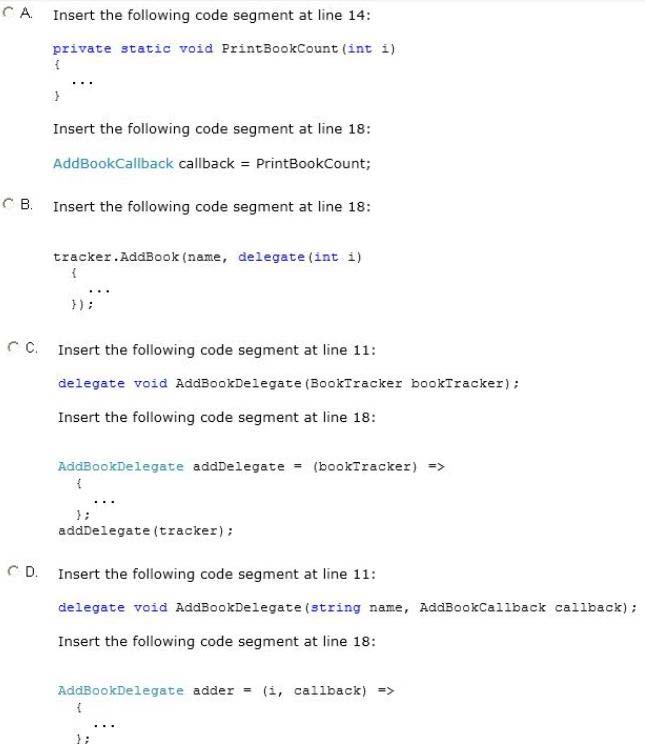 A. Insert the following code segment at line 14:
private static void PrintBookCount(int i)
{
...
}
Insert the following code segment at line 18:
AddBookCallback callback = PrintBookCount;
B. Insert the following code segment at line 18:
tracker.AddBook(name, delegate(int i)
{
...
});
C. Insert the following code segment at line 11:
delegate void AddBookDelegate(BookTracker bookTracker);
Insert the following code segment at line 18:
AddBookDelegate addDelegate = (bookTracker) =>
{
...
};
addDelegate(tracker);
D. Insert the following code segment at line 11:
delegate void AddBookDelegate(string name, AddBookCallback callback);
Insert the following code segment at line 18:
AddBookDelegate adder = (i, callback) =>
{
...
};